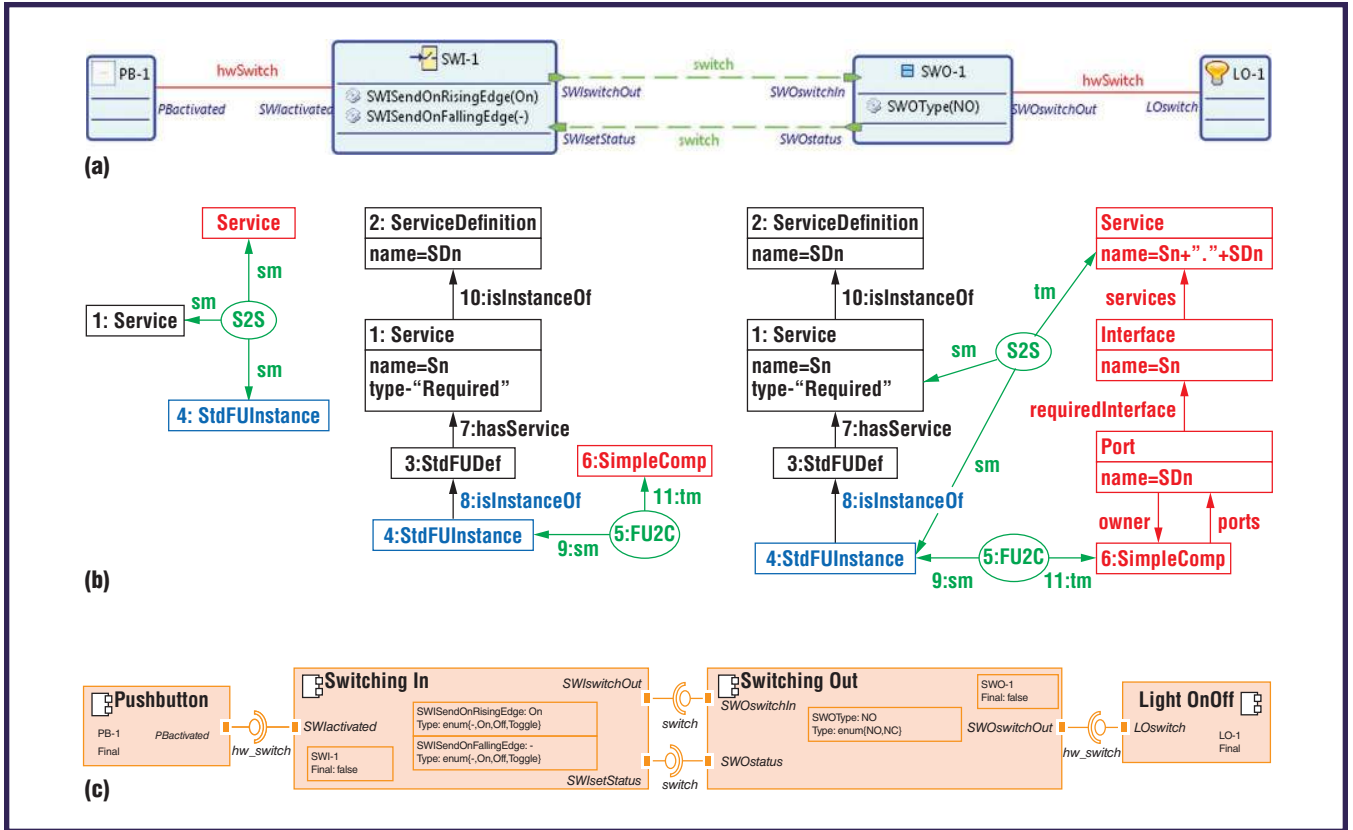 PB-1
hwSwitch
PBactivated
SWIactivated
SWI-1
SWISendOnRisingEdge(On)
SWISendOnFallingEdge(-)
switch
SWIswitchOut
SWOswitchIn
SWIsetStatus
switch
SWOstatus
SWO-1
SWOType(NO)
hwSwitch
SWOswitchOut
LOswitch
LO-1
(a)
Service
sm
sm
S2S
1: Service
sm
4: StdFUInstance
2: ServiceDefinition
name=SDn
10:isInstanceOf
1: Service
name=Sn
type-“Required”
7:hasService
3:StdFUDef
6:SimpleComp
8:isInstanceOf
11:tm
4:StdFUInstance
5:FU2C
9:sm
2: ServiceDefinition
name=SDn
10:isInstanceOf
1: Service
name=Sn
type-“Required”
7:hasService
3:StdFUDef
8:isInstanceOf
4:StdFUInstance
tm
S2S
sm
sm
5:FU2C
9:sm
11:tm
Service
name=Sn+”.”+SDn
services
Interface
name=Sn
requiredInterface
Port
name=SDn
owner
ports
6:SimpleComp
(b)
Pushbutton
PB-1
Final
PBactivated
hw_switch
Switching In
SWIswitchOut
SWIactivated
SWISendOnRisingEdge: On
Type: enum{-,On,Off,Toggle}
SWISendOnFallingEdge: -
Type: enum{-,On,Off,Toggle}
SWI-1
Final: false
SWIsetStatus
switch
switch
Switching Out
SWO-1
Final: false
SWOswitchIn
SWOType: NO
Type: enum{NO,NC}
SWOswitchOut
SWOstatus
hw_switch
Light OnOff
LOswitch
LO-1
Final
(c)